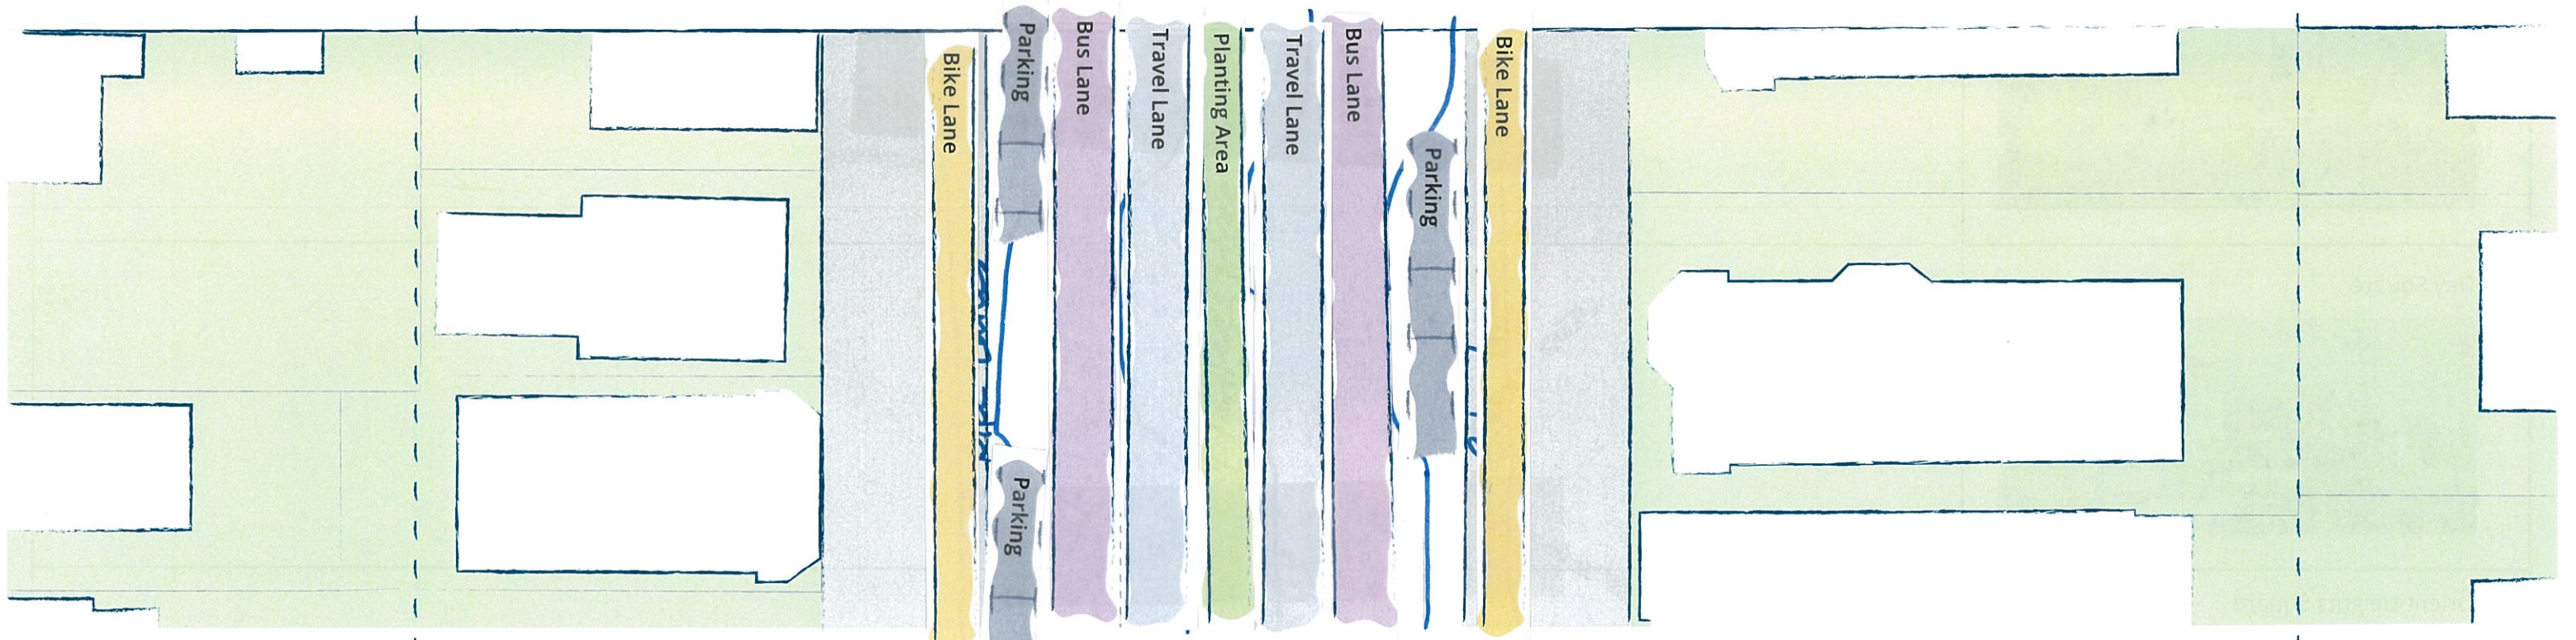 Bike Lane
Parking
Bus Lane
Travel Lane
Planting Area
Travel Lane
Bus Lane
Parking
Bike Lane
Parking